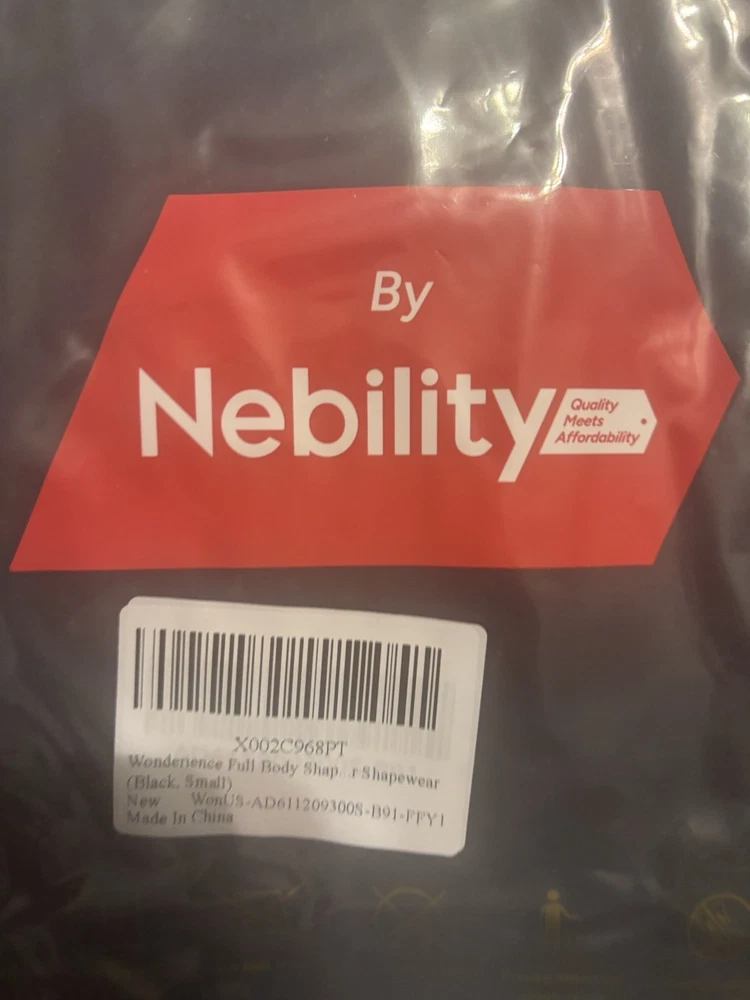 By
Nebility
Quality
Meets
Affordability
X002C968PT
Wonderience Full Body Shap...r Shapewear
(Black, Small)
New WonUS-AD611209300S-B91-FFY1
Made In China